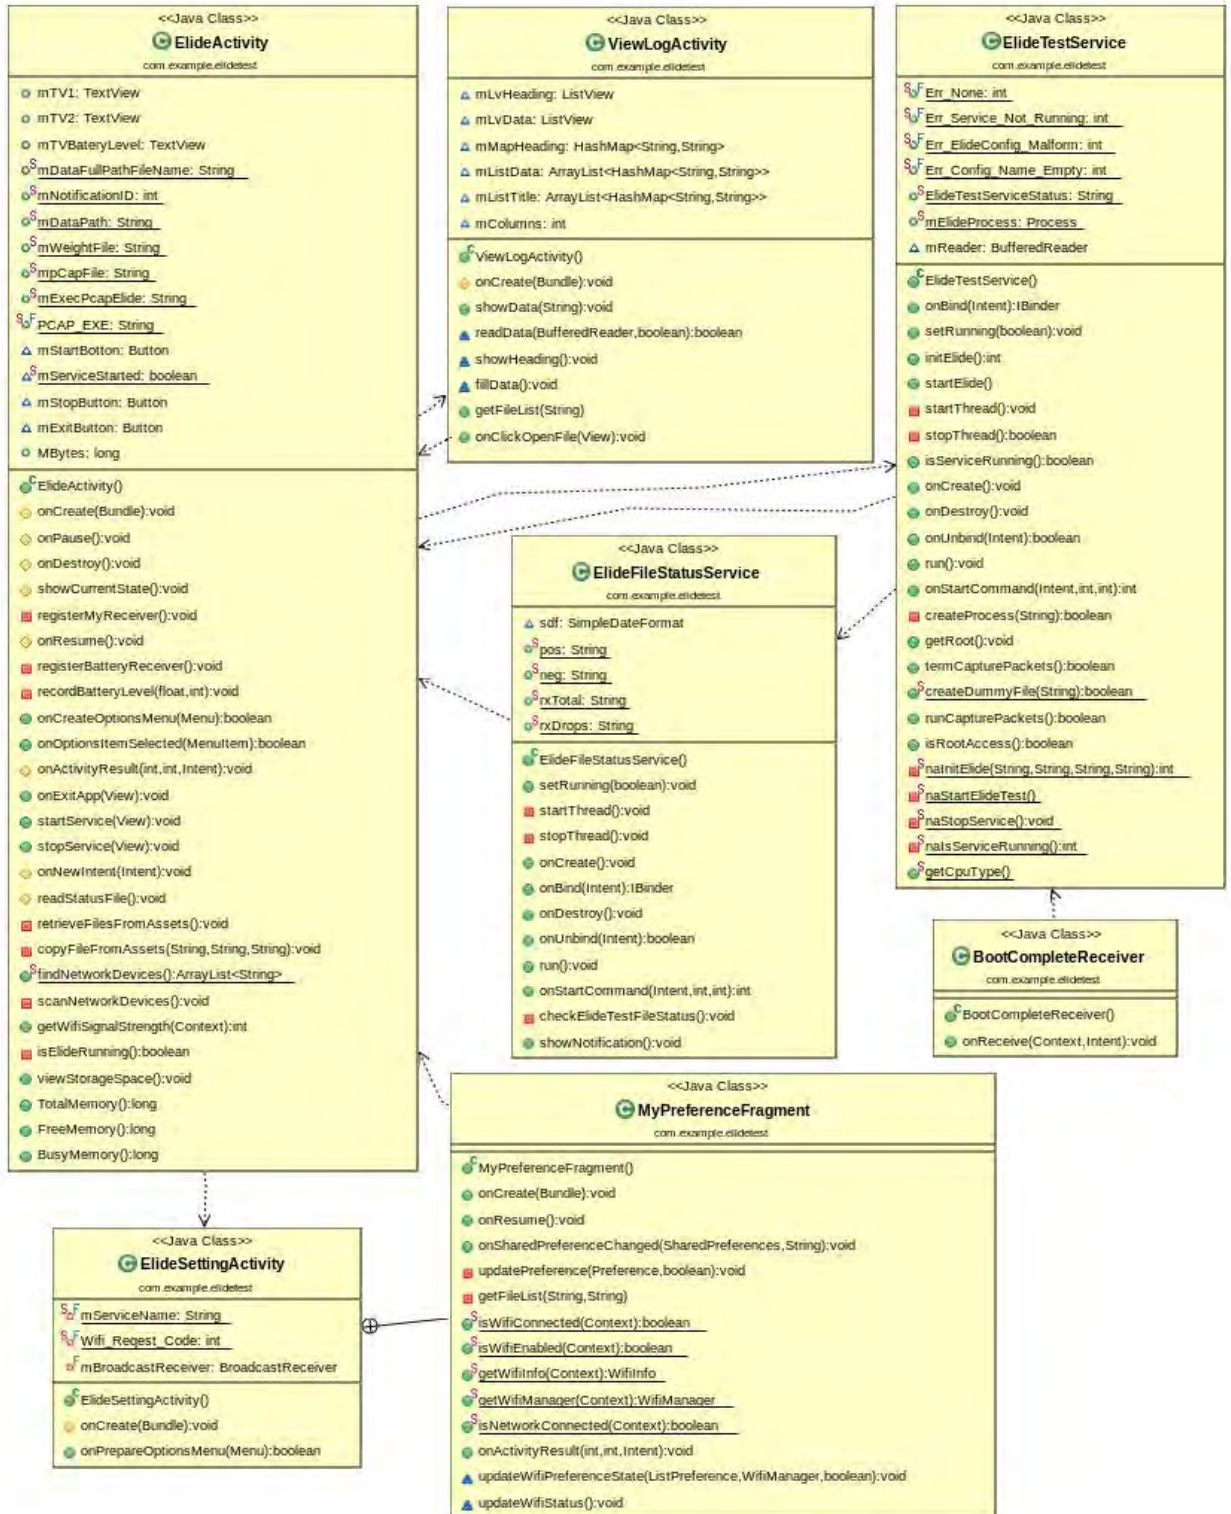 <<Java Class>>
ElideActivity
com.example.elidetest
mTV1: TextView
mTV2: TextView
mTVBateryLevel: TextView
mDataFullPathFileName: String
mNotificationID: int
mDataPath: String
mWeightFile: String
mpCapFile: String
mExecPcapElide: String
PCAP_EXE: String
mStartBotton: Button
mServiceStarted: boolean
mStopButton: Button
mExitButton: Button
MBytes: long
ElideActivity()
onCreate(Bundle):void
onPause():void
onDestroy():void
showCurrentState():void
registerMyReceiver():void
onResume():void
registerBatteryReceiver():void
recordBatteryLevel(float,int):void
onCreateOptionsMenu(Menu):boolean
onOptionsItemSelected(MenuItem):boolean
onActivityResult(int,int,Intent):void
onExitApp(View):void
startService(View):void
stopService(View):void
onNewIntent(Intent):void
readStatusFile():void
retrieveFilesFromAssets():void
copyFileFromAssets(String,String,String):void
findNetworkDevices():ArrayList<String>
scanNetworkDevices():void
getWifiSignalStrength(Context):int
isElideRunning():boolean
viewStorageSpace():void
TotalMemory():long
FreeMemory():long
BusyMemory():long
<<Java Class>>
ViewLogActivity
com.example.elidetest
mLvHeading: ListView
mLvData: ListView
mMapHeading: HashMap<String,String>
mListData: ArrayList<HashMap<String,String>>
mListTitle: ArrayList<HashMap<String,String>>
mColumns: int
ViewLogActivity()
onCreate(Bundle):void
showData(String):void
readData(BufferedReader,boolean):boolean
showHeading():void
fillData():void
getFileList(String)
onClickOpenFile(View):void
<<Java Class>>
ElideTestService
com.example.elidetest
Err_None: int
Err_Service_Not_Running: int
Err_ElideConfig_Malform: int
Err_Config_Name_Empty: int
ElideTestServiceStatus: String
mElideProcess: Process
mReader: BufferedReader
ElideTestService()
onBind(Intent):IBinder
setRunning(boolean):void
initElide():int
startElide()
startThread():void
stopThread():boolean
isServiceRunning():boolean
onCreate():void
onDestroy():void
onUnbind(Intent):boolean
run():void
onStartCommand(Intent,int,int):int
createProcess(String):boolean
getRoot():void
termCapturePackets():boolean
createDummyFile(String):boolean
runCapturePackets():boolean
isRootAccess():boolean
naInitElide(String,String,String,String):int
naStartElideTest()
naStopService():void
naIsServiceRunning():int
getCpuType()
<<Java Class>>
ElideFileStatusService
com.example.elidetest
sdf: SimpleDateFormat
pos: String
neg: String
rxTotal: String
rxDrops: String
ElideFileStatusService()
setRunning(boolean):void
startThread():void
stopThread():void
onCreate():void
onBind(Intent):IBinder
onDestroy():void
onUnbind(Intent):boolean
run():void
onStartCommand(Intent,int,int):int
checkElideTestFileStatus():void
showNotification():void
<<Java Class>>
BootCompleteReceiver
com.example.elidetest
BootCompleteReceiver()
onReceive(Context,Intent):void
<<Java Class>>
MyPreferenceFragment
com.example.elidetest
MyPreferenceFragment()
onCreate(Bundle):void
onResume():void
onSharedPreferenceChanged(SharedPreferences,String):void
updatePreference(Preference,boolean):void
getFileList(String,String)
isWifiConnected(Context):boolean
isWifiEnabled(Context):boolean
getWifiInfo(Context):WifiInfo
getWifiManager(Context):WifiManager
isNetworkConnected(Context):boolean
onActivityResult(int,int,Intent):void
updateWifiPreferenceState(ListPreference,WifiManager,boolean):void
updateWifiStatus():void
<<Java Class>>
ElideSettingActivity
com.example.elidetest
mServiceName: String
Wifi_Reqest_Code: int
mBroadcastReceiver: BroadcastReceiver
ElideSettingActivity()
onCreate(Bundle):void
onPrepareOptionsMenu(Menu):boolean